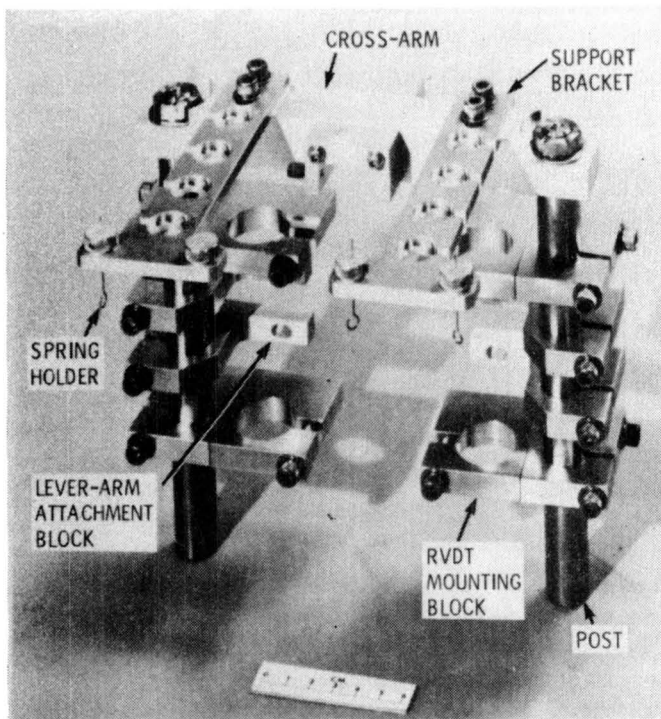 CROSS-ARM
SUPPORT
BRACKET
SPRING
HOLDER
LEVER-ARM
ATTACHMENT
BLOCK
RVDT
MOUNTING
BLOCK
POST